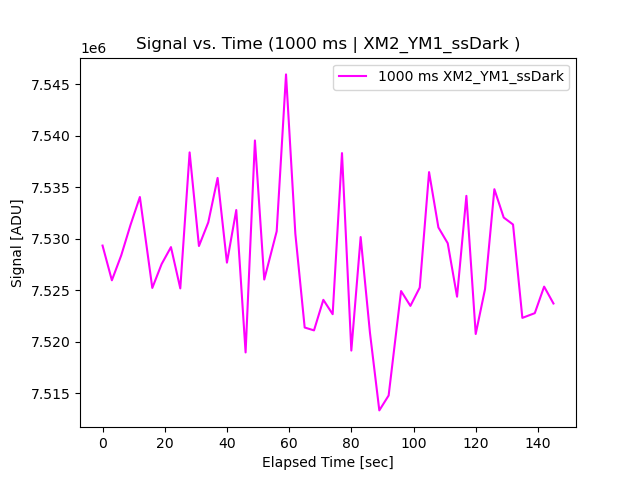 Signal vs. Time (1000 ms | XM2_YM1_ssDark )
1e6
1000 ms XM2_YM1_ssDark
7.545
7.540
7.535
7.530
7.525
7.520
7.515
Signal [ADU]
0 20 40 60 80 100 120 140
Elapsed Time [sec]